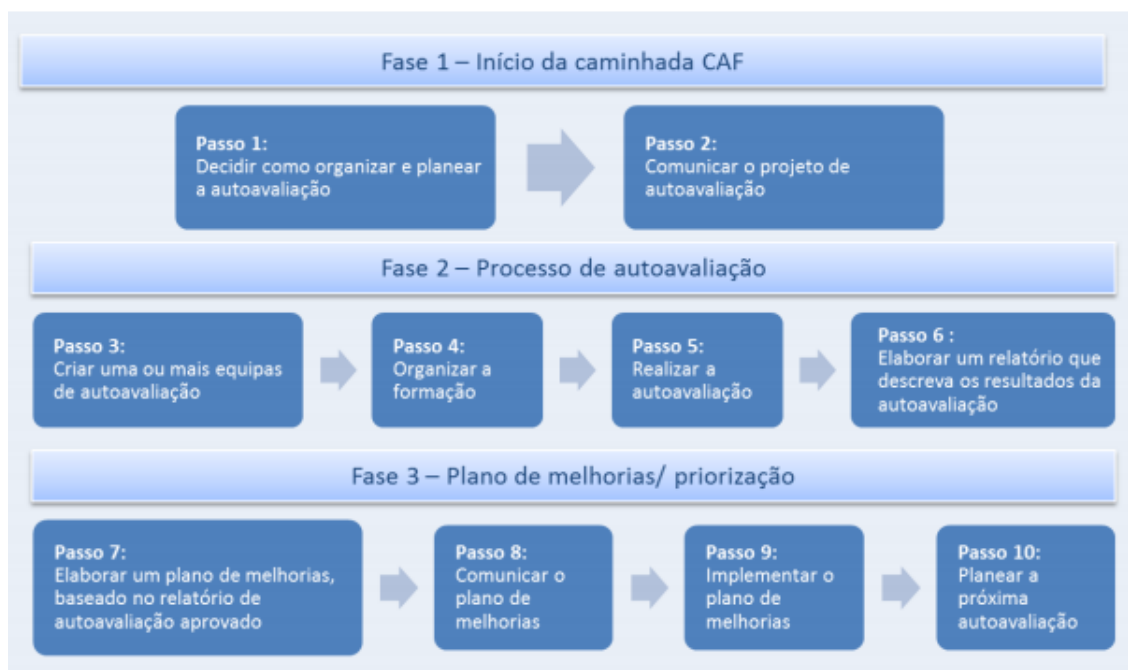 Fase 1 – Início da caminhada CAF
Passo 1:
Decidir como organizar e planear
a autoavaliação
Passo 2:
Comunicar o projeto de
autoavaliação
Fase 2 – Processo de autoavaliação
Passo 3:
Criar uma ou mais equipas
de autoavaliação
Passo 4:
Organizar a
formação
Passo 5:
Realizar a
autoavaliação
Passo 6 :
Elaborar um relatório que
descreva os resultados da
autoavaliação
Fase 3 – Plano de melhorias/ priorização
Passo 7:
Elaborar um plano de melhorias,
baseado no relatório de
autoavaliação aprovado
Passo 8:
Comunicar o
plano de
melhorias
Passo 9:
Implementar o
plano de
melhorias
Passo 10:
Planear a
próxima
autoavaliação